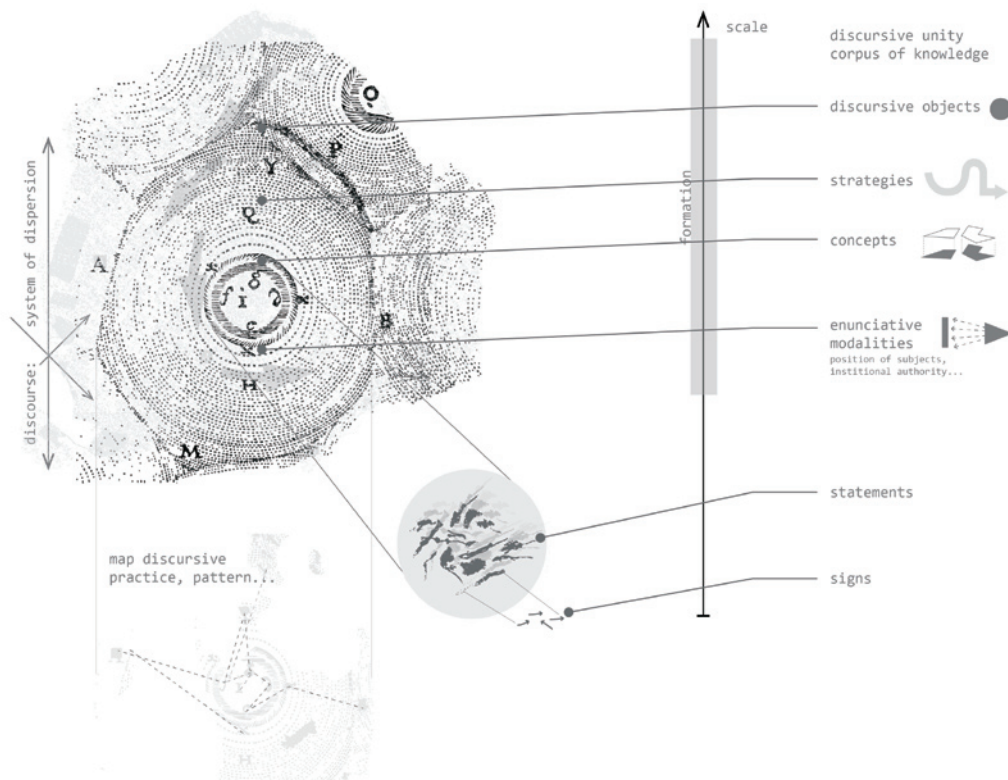 scale
discursive unity
corpus of knowledge
discursive objects
strategies
concepts
enunciative
modalities
position of subjects,
institional authority...
statements
signs
formation
discourse: system of dispersion
map discursive
practice, pattern...
Q
P
Y
Q
A
f i
B
H
M
H